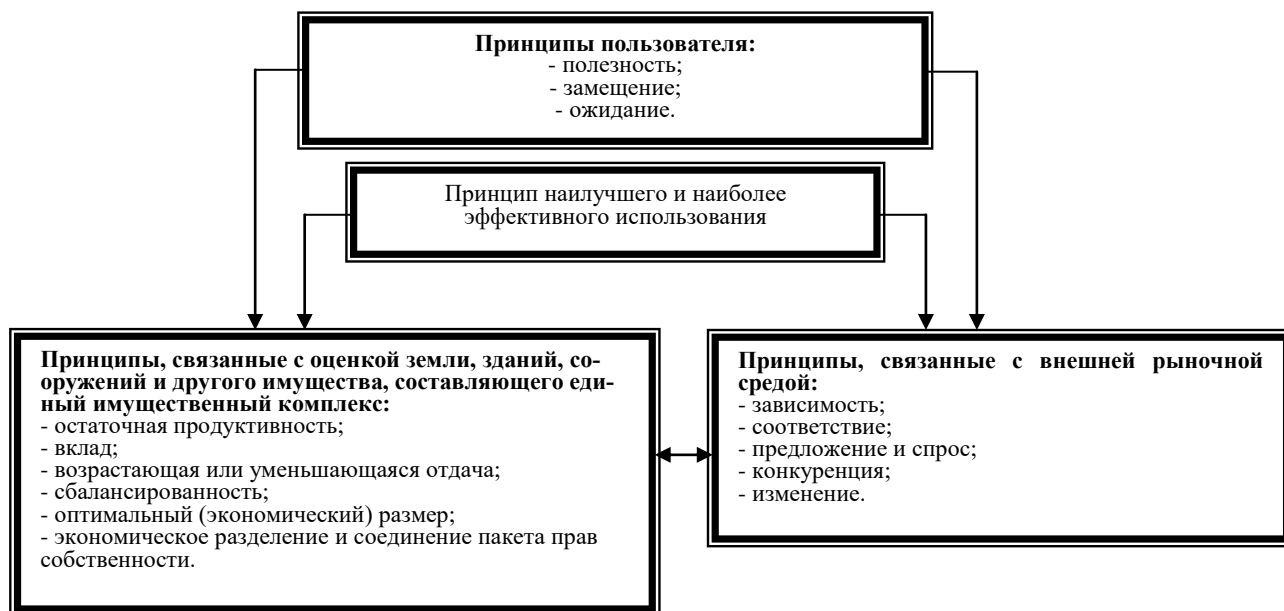 Принципы пользователя:
- полезность;
- замещение;
- ожидание.
Принцип наилучшего и наиболее
эффективного использования
Принципы, связанные с оценкой земли, зданий, со-
оружений и другого имущества, составляющего еди-
ный имущественный комплекс:
- остаточная продуктивность;
- вклад;
- возрастающая или уменьшающаяся отдача;
- сбалансированность;
- оптимальный (экономический) размер;
- экономическое разделение и соединение пакета прав
собственности.
Принципы, связанные с внешней рыночной
средой:
- зависимость;
- соответствие;
- предложение и спрос;
- конкуренция;
- изменение.